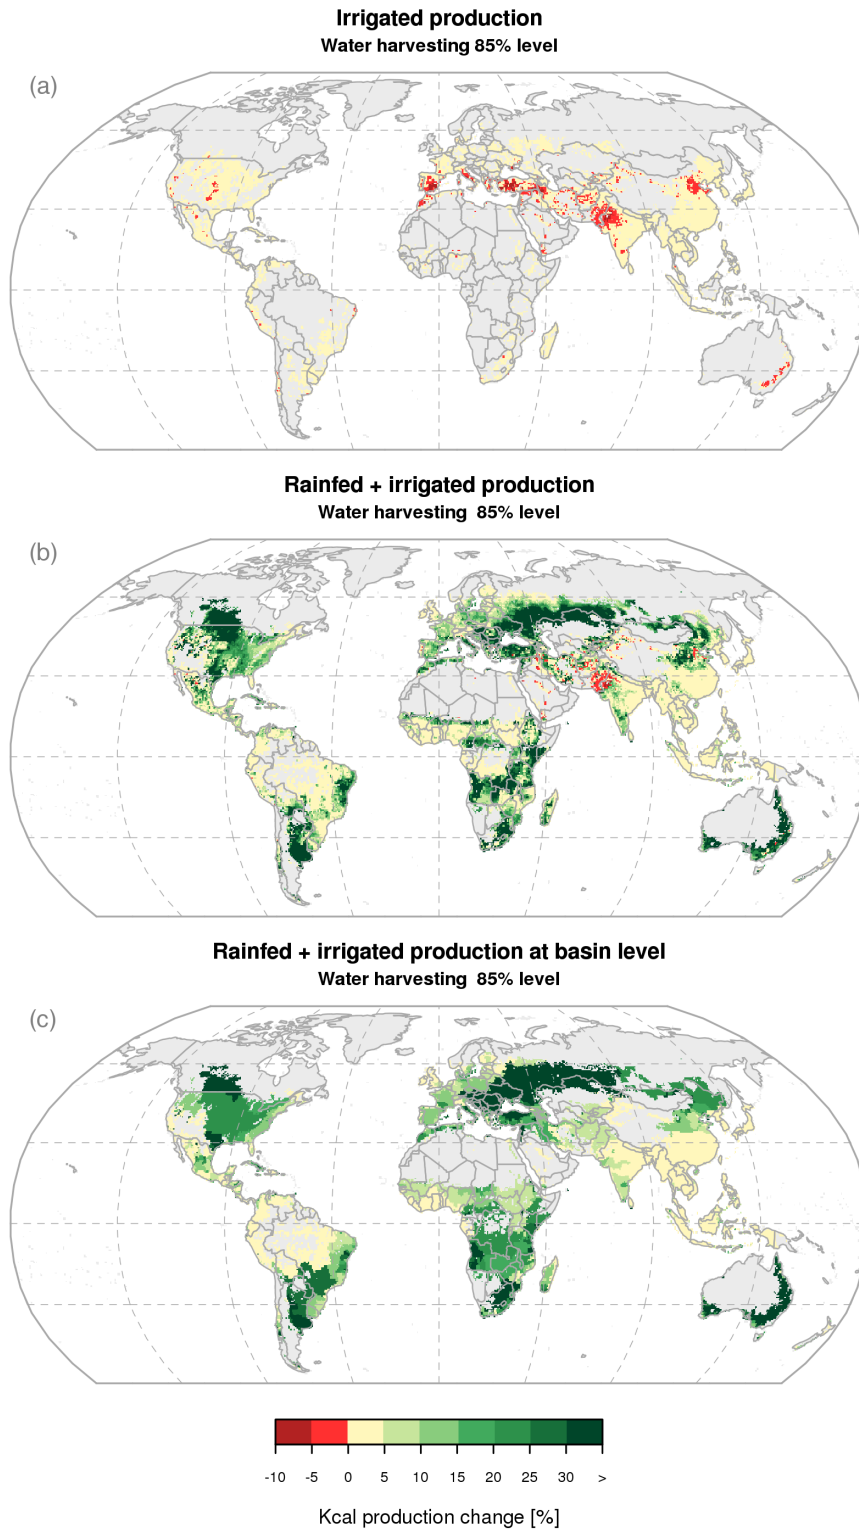 Irrigated production
Water harvesting 85% level
(a)
Rainfed + irrigated production
Water harvesting 85% level
(b)
Rainfed + irrigated production at basin level
Water harvesting 85% level
(c)
-10 -5 0 5 10 15 20 25 30 >
Kcal production change [%]